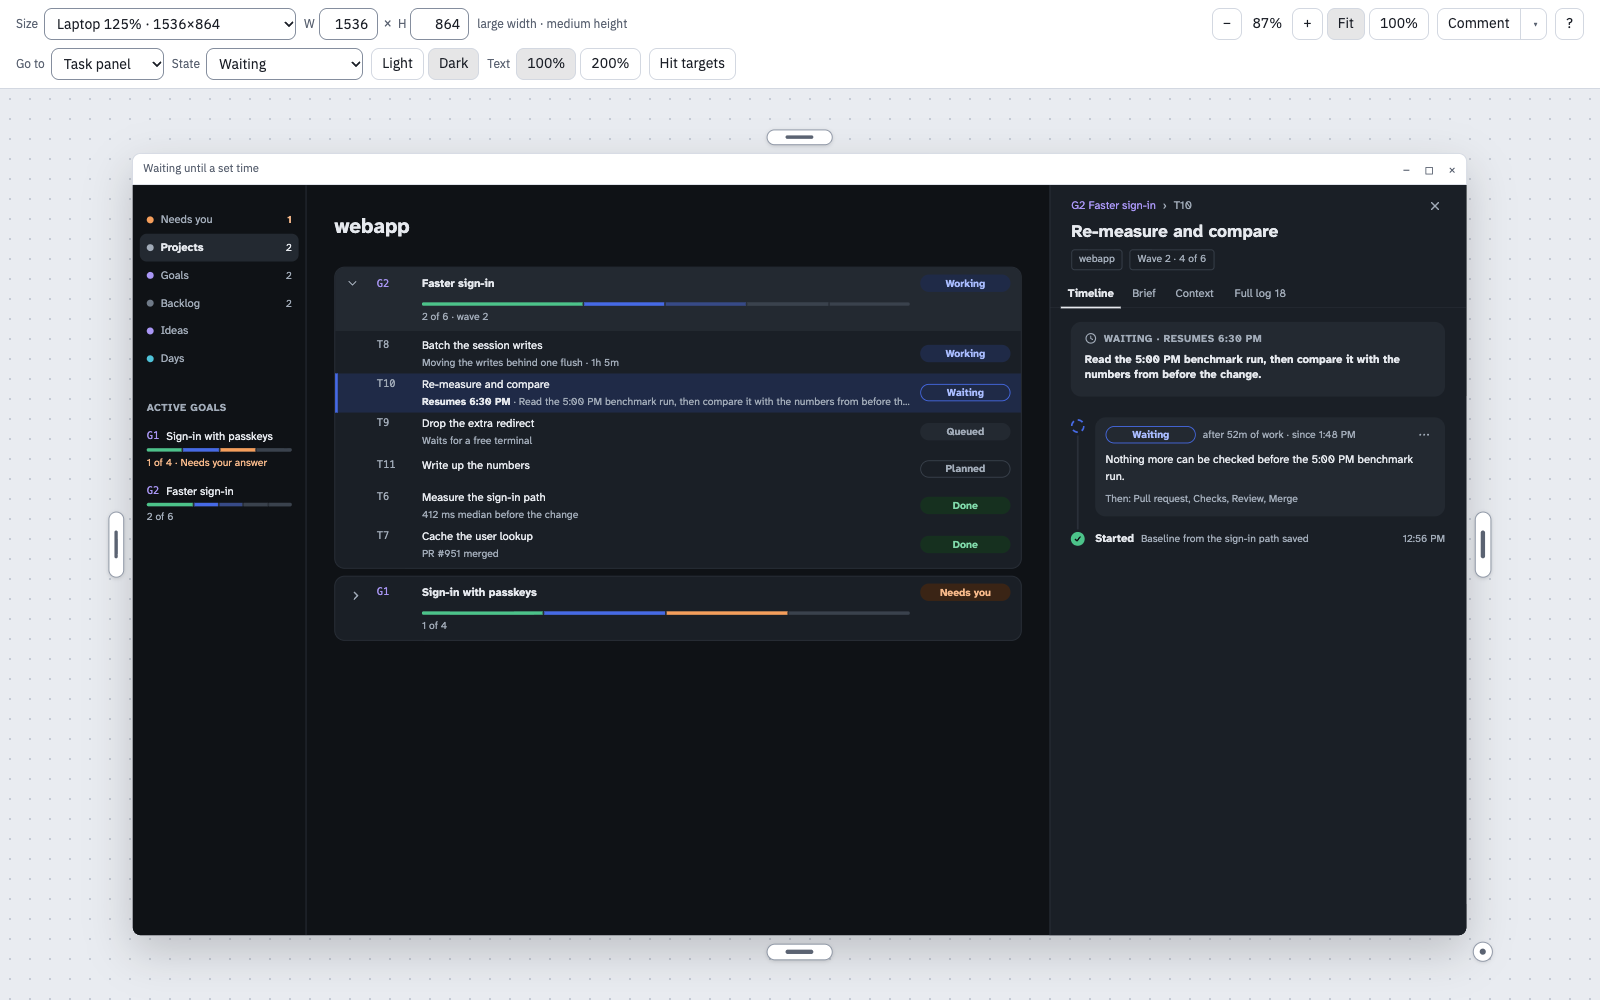 Size Laptop 125% · 1536×864 W 1536 × H 864 large width · medium height − 87% + Fit 100% Comment ?
Go to Task panel State Waiting Light Dark Text 100% 200% Hit targets
Waiting until a set time
Needs you 1
Projects 2
Goals 2
Backlog 2
Ideas
Days
ACTIVE GOALS
G1 Sign-in with passkeys
1 of 4 · Needs your answer
G2 Faster sign-in
2 of 6
webapp
G2 Faster sign-in Working
2 of 6 · wave 2
T8 Batch the session writes Working
Moving the writes behind one flush · 1h 5m
T10 Re-measure and compare Waiting
Resumes 6:30 PM · Read the 5:00 PM benchmark run, then compare it with the numbers from before th…
T9 Drop the extra redirect Queued
Waits for a free terminal
T11 Write up the numbers Planned
T6 Measure the sign-in path Done
412 ms median before the change
T7 Cache the user lookup Done
PR #951 merged
G1 Sign-in with passkeys Needs you
1 of 4
G2 Faster sign-in › T10
Re-measure and compare
webapp Wave 2 · 4 of 6
Timeline Brief Context Full log 18
WAITING · RESUMES 6:30 PM
Read the 5:00 PM benchmark run, then compare it with the
numbers from before the change.
Waiting after 52m of work · since 1:48 PM
Nothing more can be checked before the 5:00 PM benchmark
run.
Then: Pull request, Checks, Review, Merge
Started Baseline from the sign-in path saved 12:56 PM